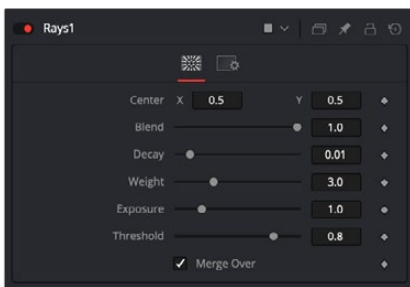 Rays1
Center X 0.5 Y 0.5
Blend 1.0
Decay 0.01
Weight 3.0
Exposure 1.0
Threshold 0.8
Merge Over